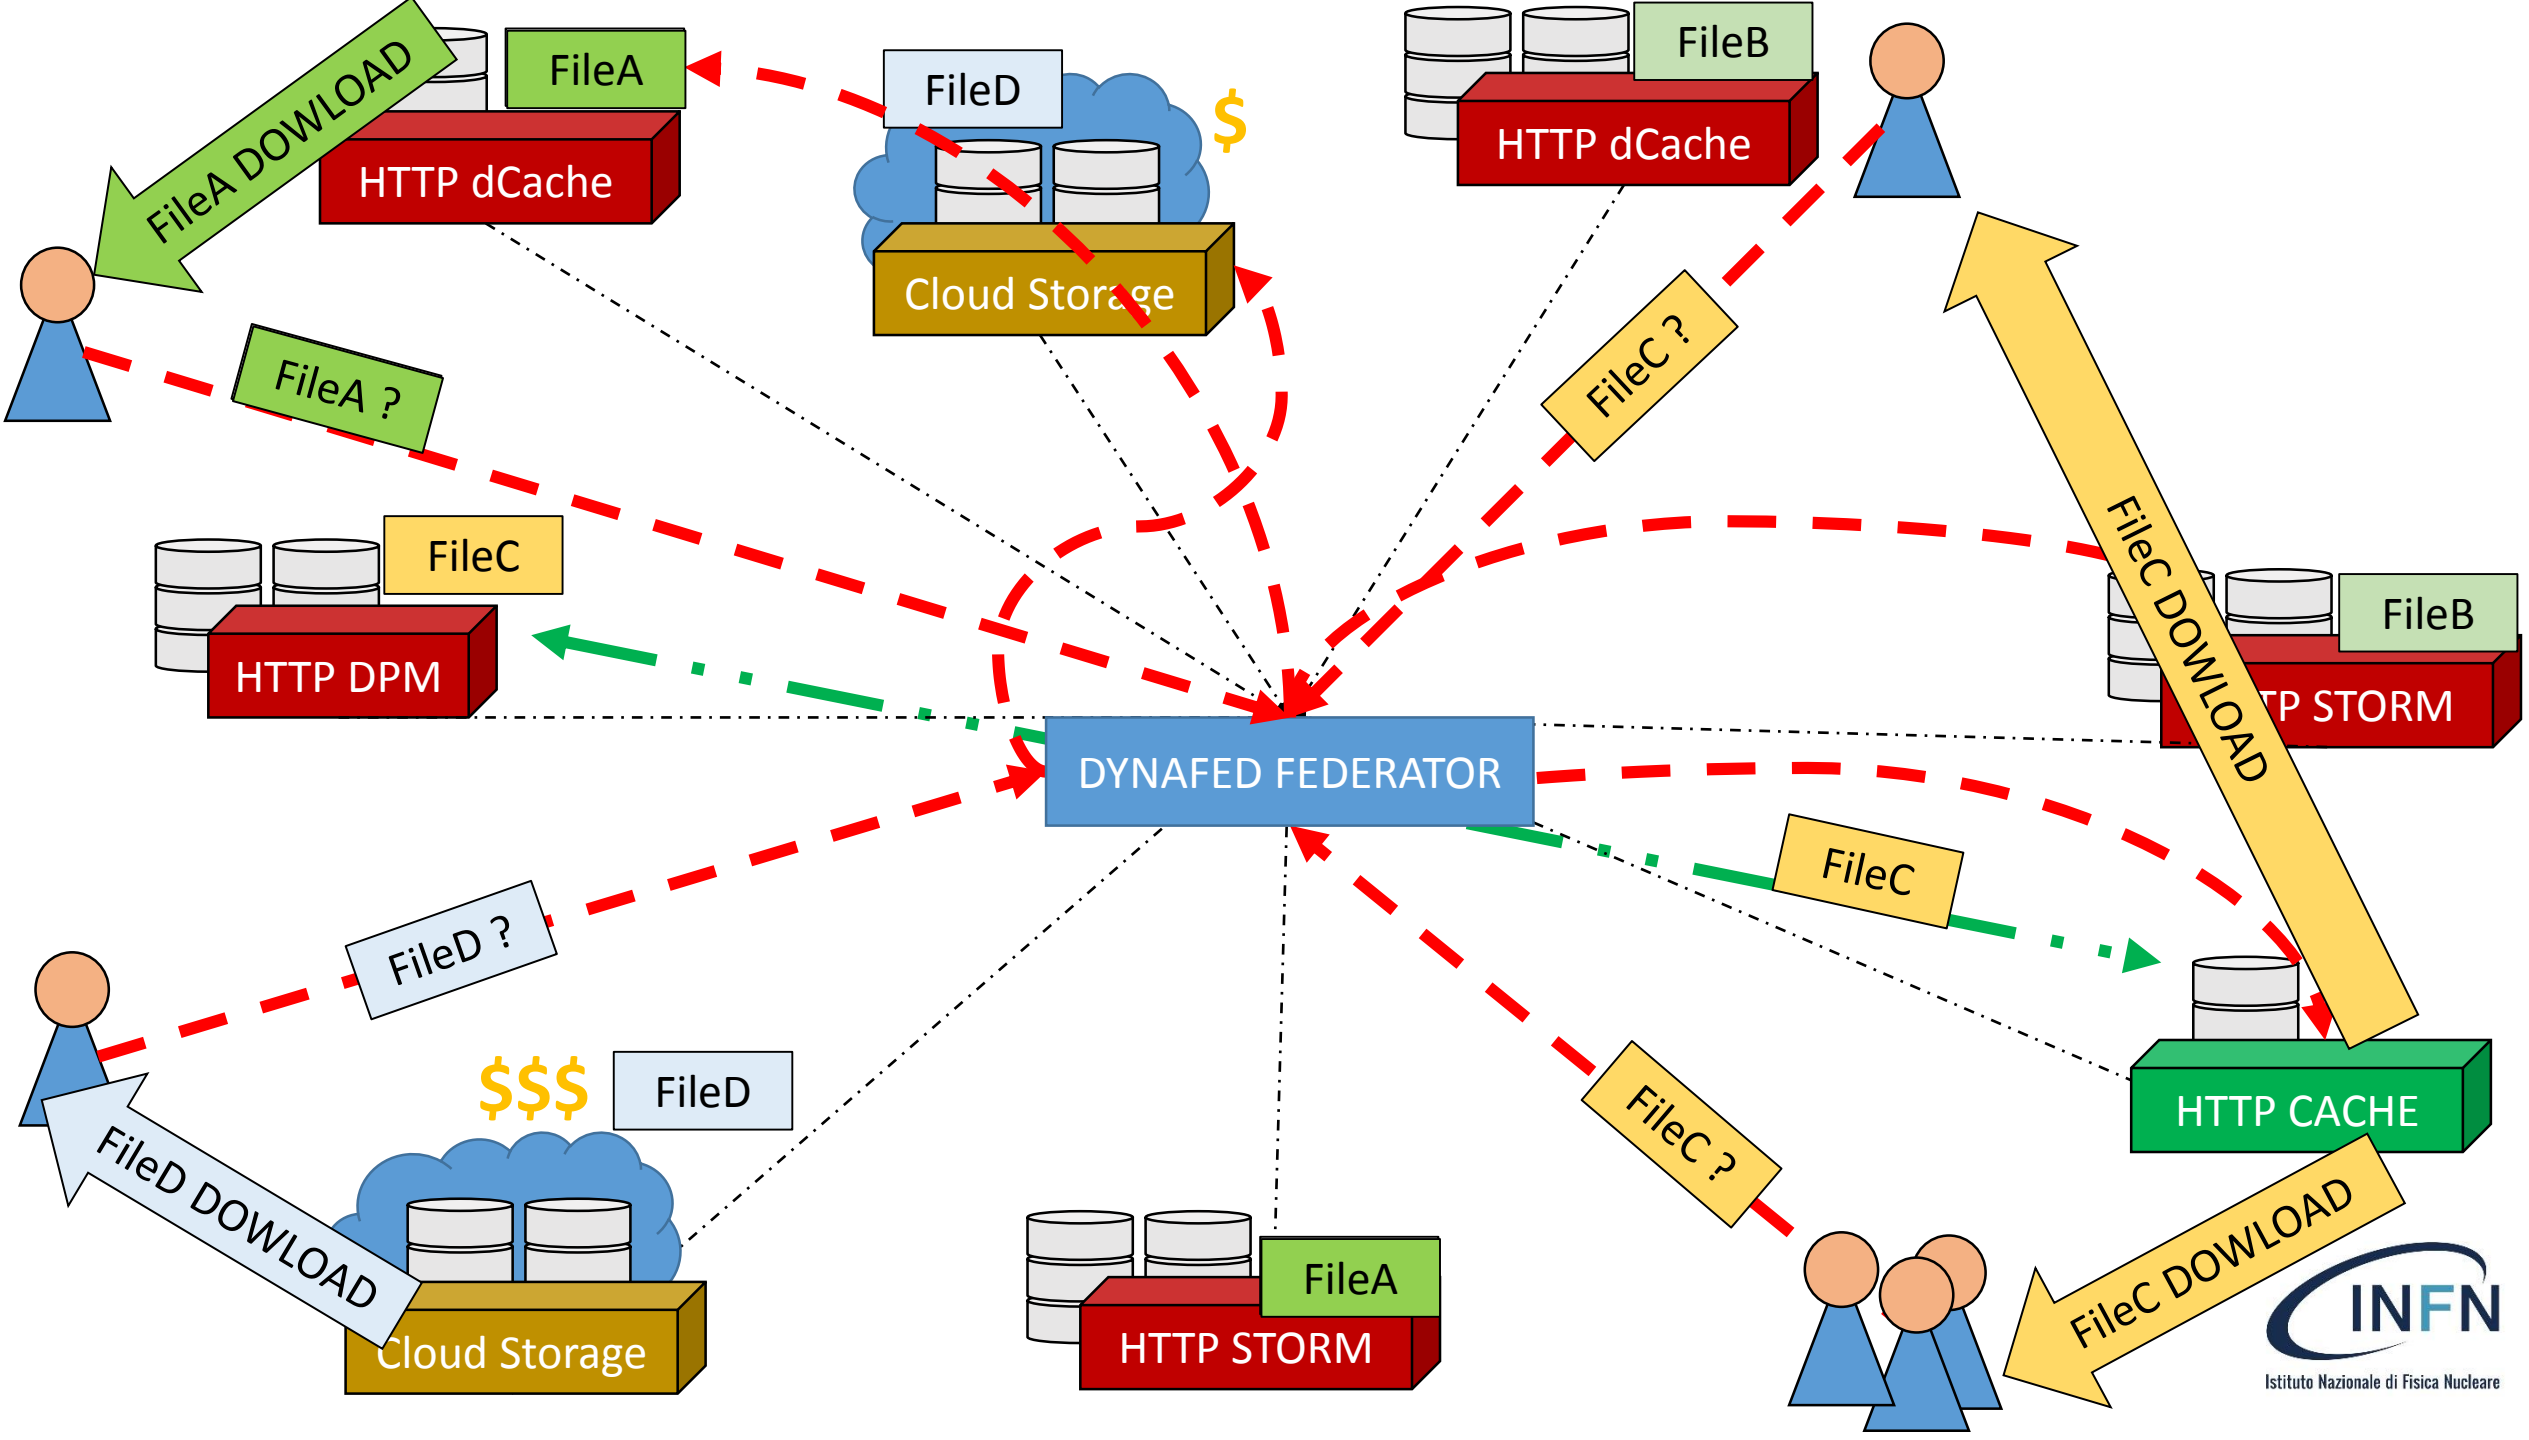 FileA DOWLOAD
FileA
HTTP dCache
FileD
$
Cloud Storage
FileB
HTTP dCache
FileA ?
FileC ?
FileC
HTTP DPM
FileC DOWLOAD
FileB
TP STORM
DYNAFED FEDERATOR
FileC
FileD ?
FileC ?
HTTP CACHE
$$$
FileD
FileD DOWLOAD
Cloud Storage
FileA
HTTP STORM
FileC DOWLOAD
INFN
Istituto Nazionale di Fisica Nucleare